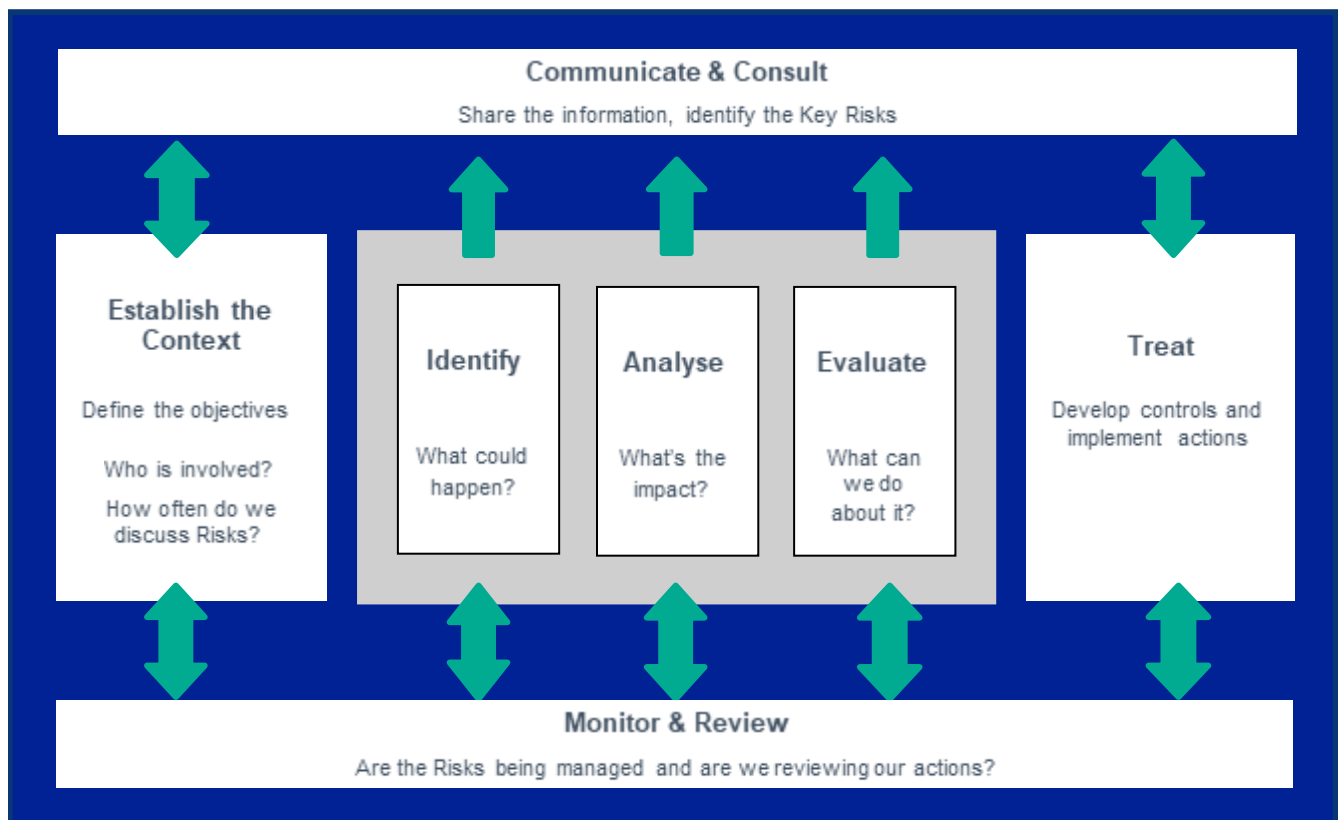 Communicate & Consult
Share the information, identify the Key Risks
Establish the
Context
Define the objectives
Who is involved?
How often do we
discuss Risks?
Identify
What could
happen?
Analyse
What's the
impact?
Evaluate
What can
we do
about it?
Treat
Develop controls and
implement actions
Monitor & Review
Are the Risks being managed and are we reviewing our actions?